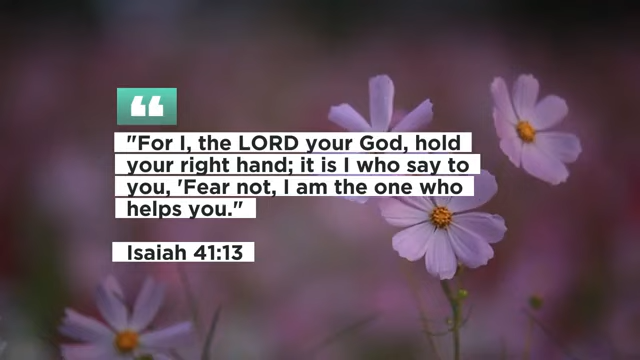 "For I, the LORD your God, hold
your right hand; it is I who say to
you, 'Fear not, I am the one who
helps you."
Isaiah 41:13